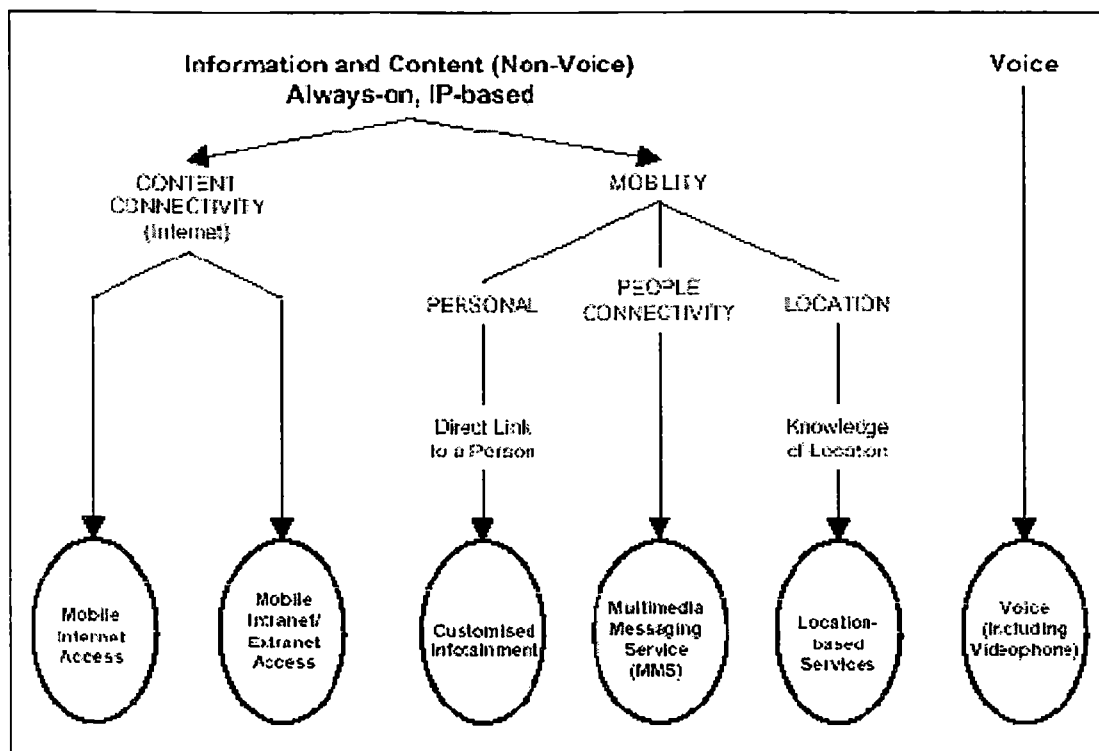 Information and Content (Non-Voice)
Always-on, IP-based
Voice
CONTENT
CONNECTIVITY
(Internet)
MOBILITY
PERSONAL
PEOPLE
CONNECTIVITY
LOCATION
Direct Link
to a Person
Knowledge
of Location
Mobile
Internet
Access
Mobile
Intranet/
Extranet
Access
Customised
Infotainment
Multimedia
Messaging
Service
(MMS)
Location-
based
Services
Voice
(Including
Videophone)